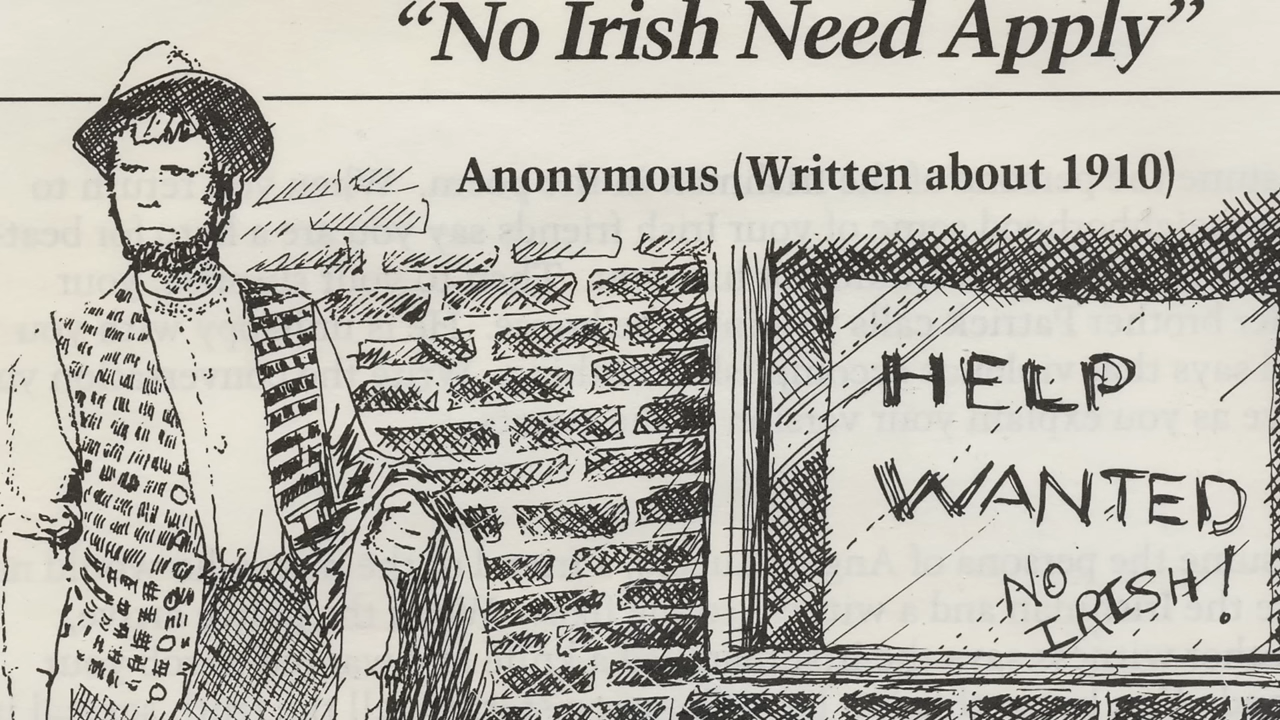 “No Irish Need Apply”
Anonymous (Written about 1910)
HELP
WANTED
NO
IRISH!